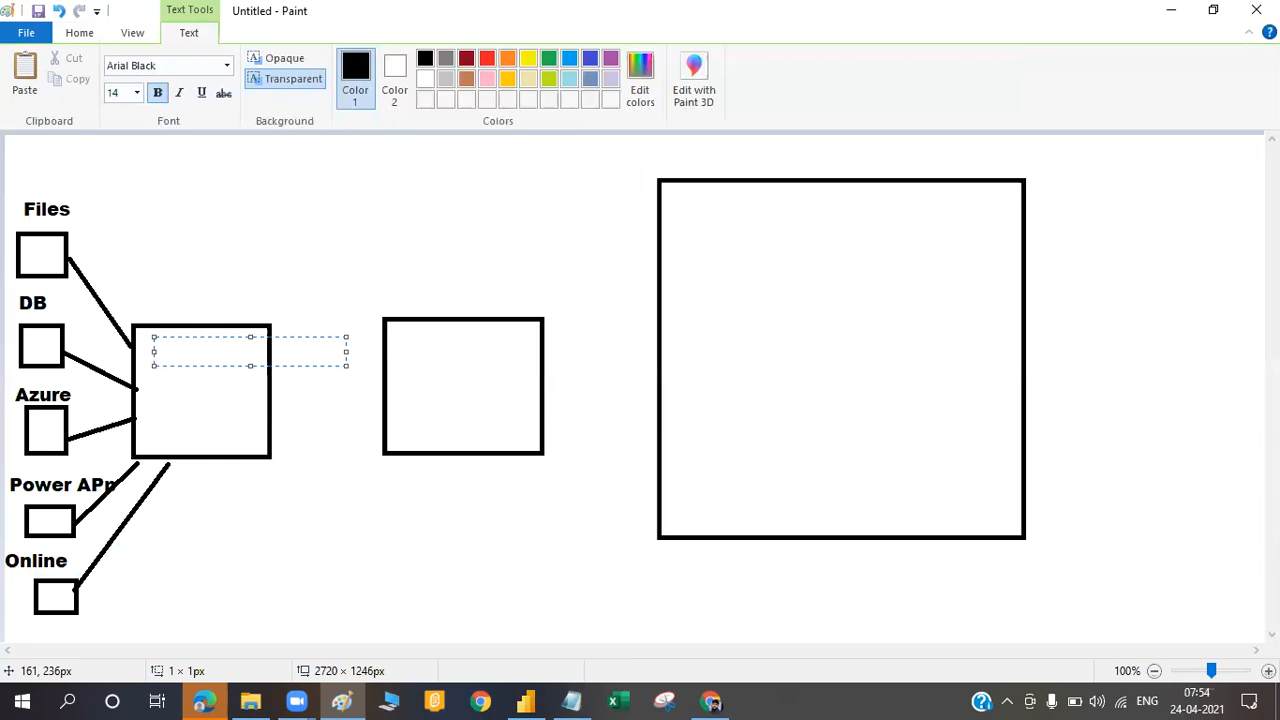 Text Tools
Untitled - Paint
File
Home
View
Text
Paste
Cut
Copy
Clipboard
Arial Black
14
B
I
U
abc
Font
Opaque
Transparent
Background
Color 1
Color 2
Edit colors
Colors
Edit with Paint 3D
Files
DB
Azure
Power APp
Online
161, 236px
1 × 1px
2720 × 1246px
100%
ENG
07:54
24-04-2021